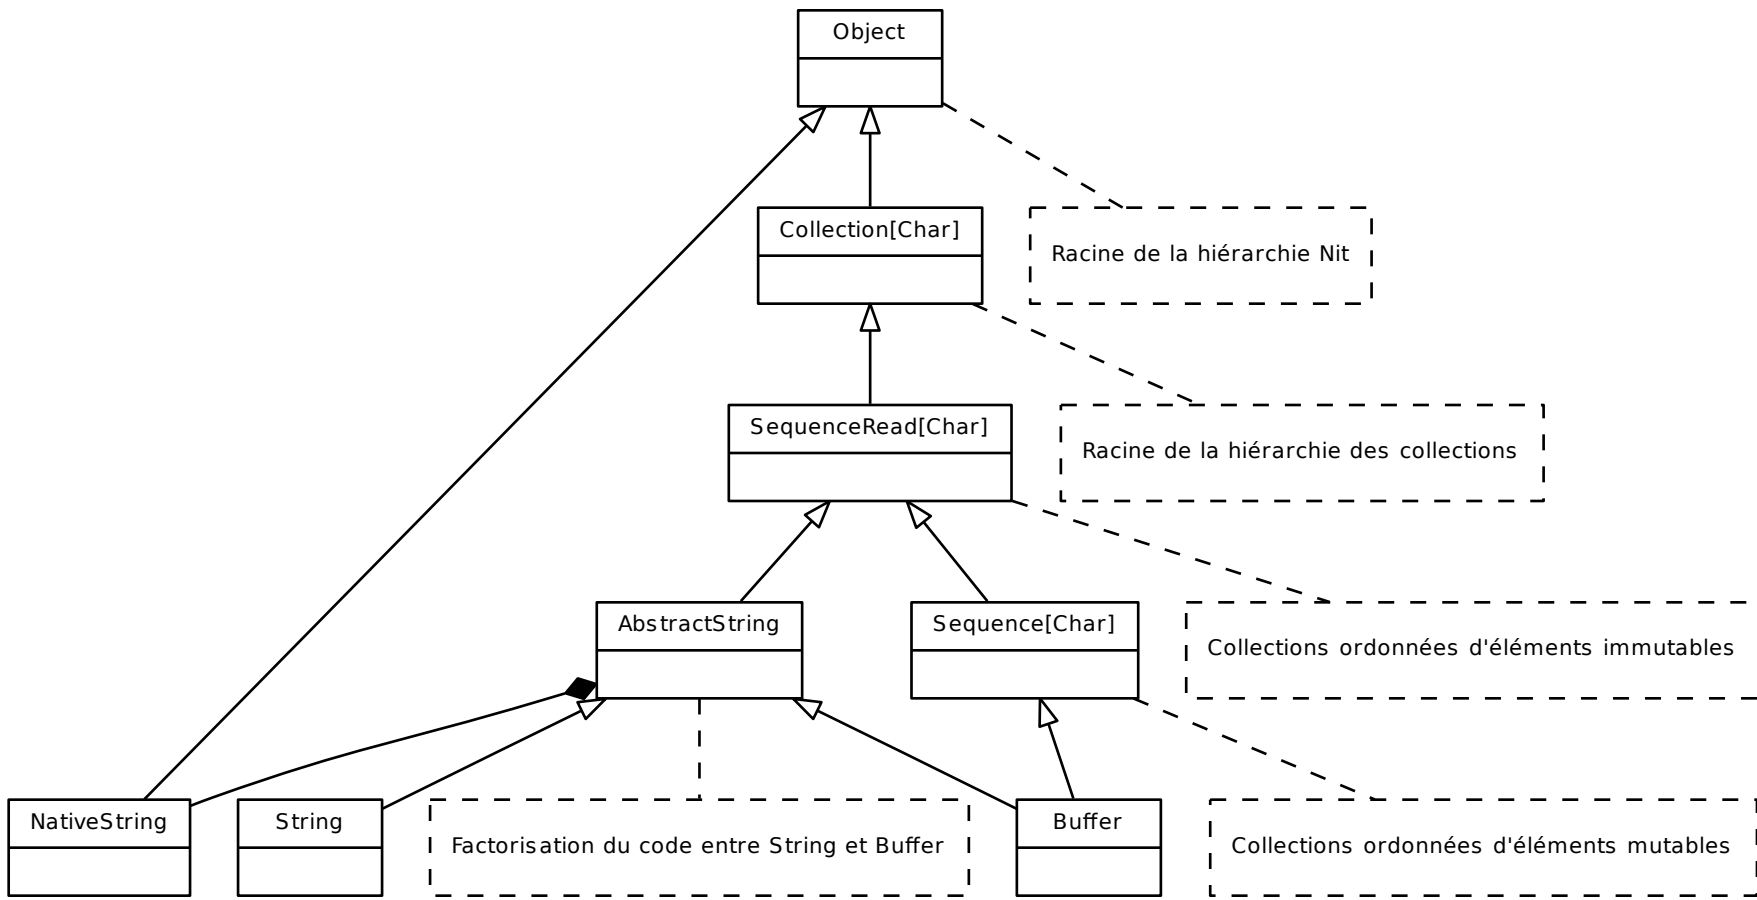 Object
Collection[Char]
Racine de la hiérarchie Nit
SequenceRead[Char]
Racine de la hiérarchie des collections
AbstractString
Sequence[Char]
Collections ordonnées d'éléments immutables
NativeString
String
Factorisation du code entre String et Buffer
Buffer
Collections ordonnées d'éléments mutables